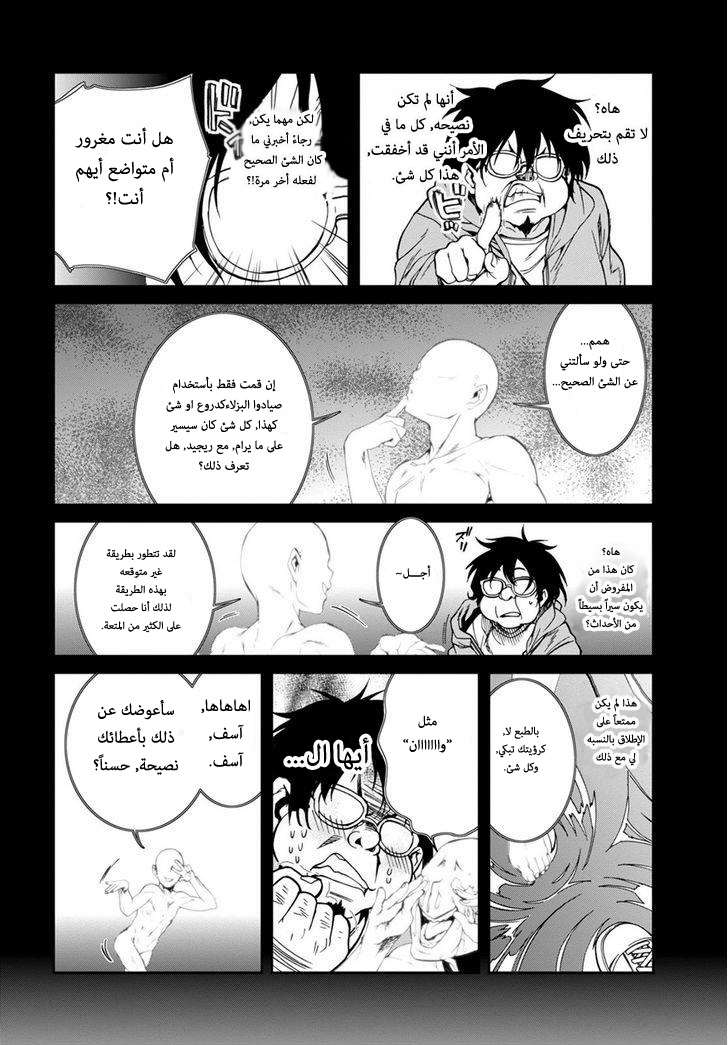 هاه؟
لا تقم بتحريف
ذلك
أنها لم تكن
نصيحه, كل ما في
الأمر أنني قد أخفقت,
هذا كل شئ.
لكن مهما يكن,
رجاءً أخبرني ما
كان الشئ الصحيح
لفعله أخر مرة!؟
هل أنت مغرور
أم متواضع أيهم
أنت!؟
همم...
حتى ولو سألتني
عن الشئ الصحيح...
إن قمت فقط بأستخدام
صيادوا البزلاءكدروع او شئ
كهذا, كل شئ كان سيسير
على ما يرام, مع ريجيد, هل
تعرف ذلك؟
هاه؟
كان هذا من
المفروض أن
يكون سيراً بسيطاً
من الأحداث؟
أجـــل~
لقد تتطور بطريقة
غير متوقعه
بهذه الطريقة
لذلك أنا حصلت
على الكثير من المتعة.
هذا لم يكن
ممتعاً على
الإطلاق بالنسبه
لي مع ذلك
بالطبع لا,
كرؤيتك تبكي,
وكل شئ.
مثل
"واااااان"
أيها ال...
اهاهاها,
آسف,
آسف.
سأعوضك عن
ذلك بأعطائك
نصيحة, حسناً؟